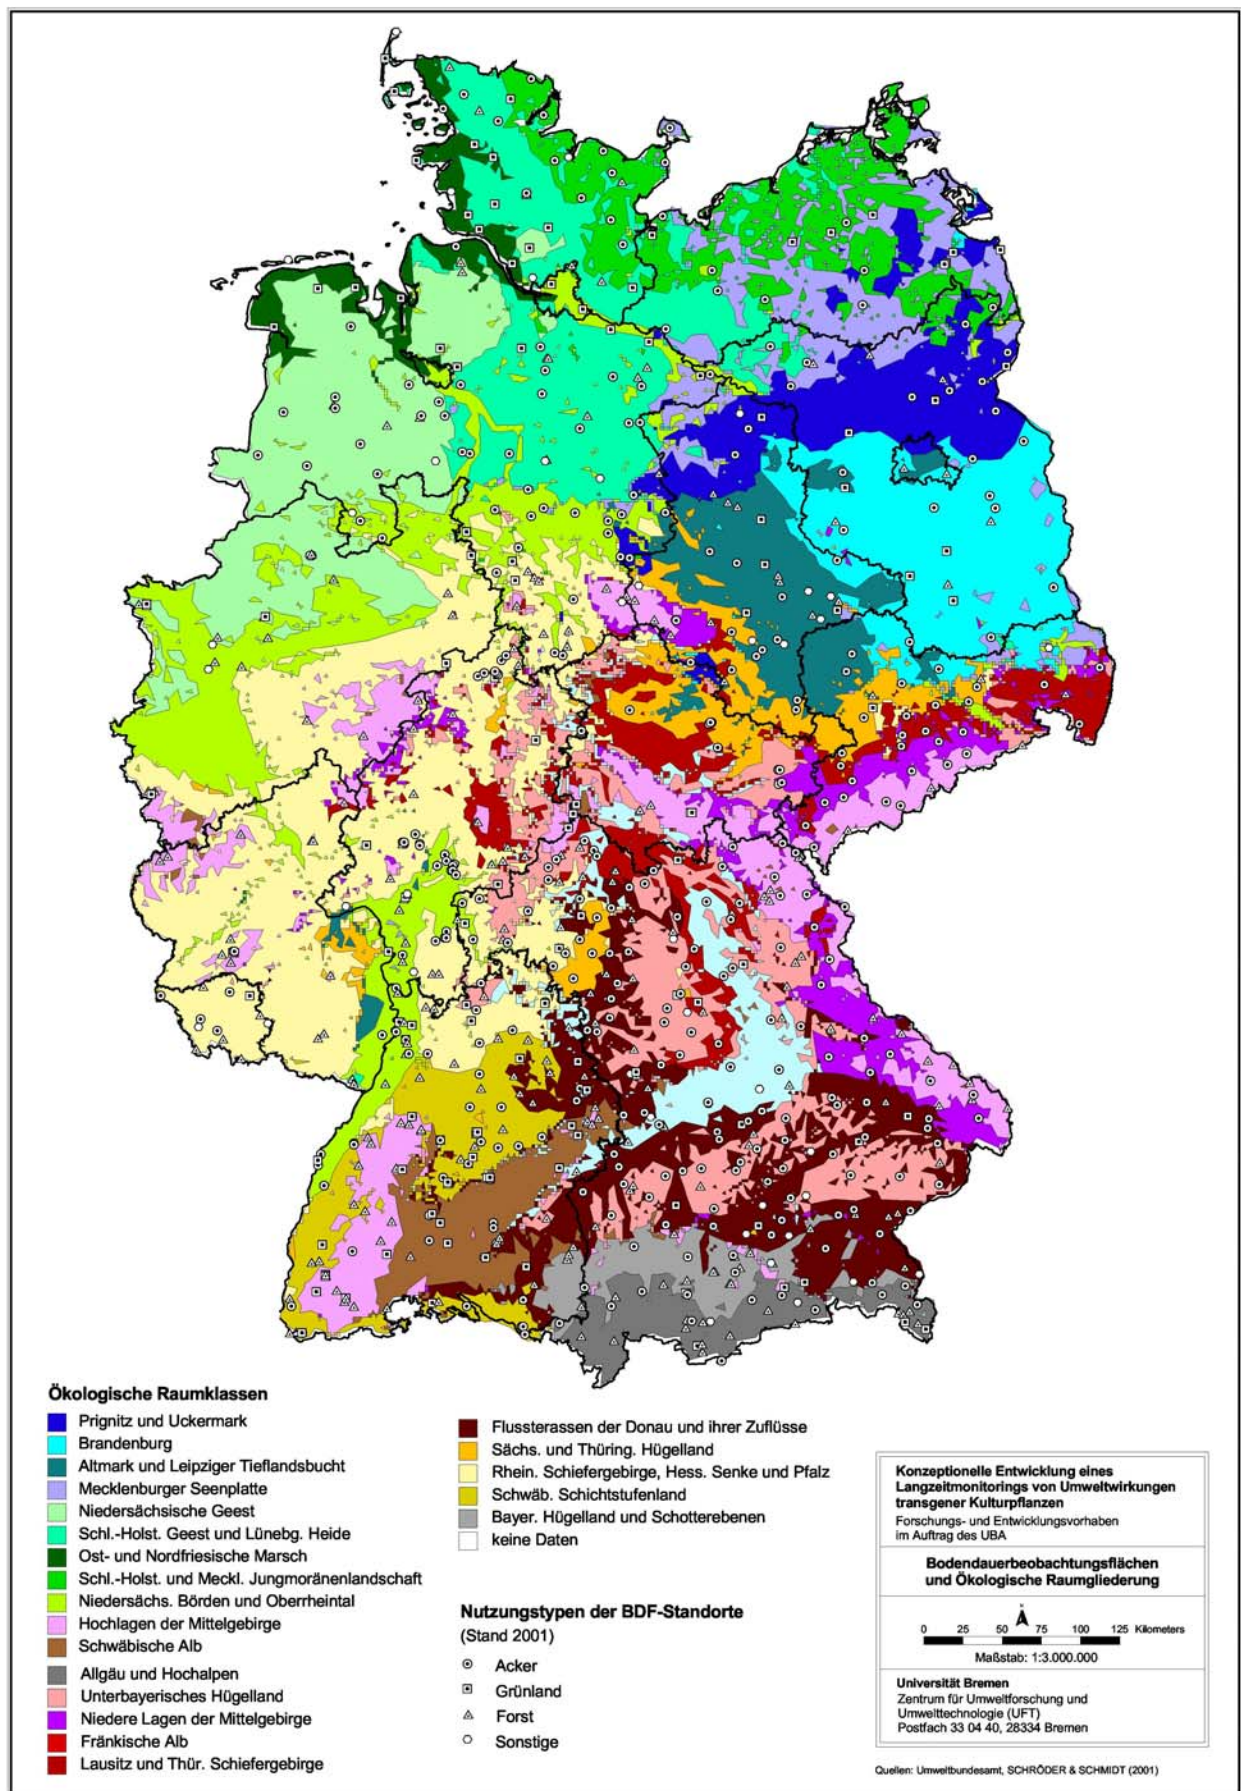 Ökologische Raumklassen
Prignitz und Uckermark
Brandenburg
Altmark und Leipziger Tieflandsbucht
Mecklenburger Seenplatte
Niedersächsische Geest
Schl.-Holst. Geest und Lünebg. Heide
Ost- und Nordfriesische Marsch
Schl.-Holst. und Meckl. Jungmoränenlandschaft
Niedersächs. Börden und Oberrheintal
Hochlagen der Mittelgebirge
Schwäbische Alb
Allgäu und Hochalpen
Unterbayerisches Hügelland
Niedere Lagen der Mittelgebirge
Fränkische Alb
Lausitz und Thür. Schiefergebirge
Flussterassen der Donau und ihrer Zuflüsse
Sächs. und Thüring. Hügelland
Rhein. Schiefergebirge, Hess. Senke und Pfalz
Schwäb. Schichtstufenland
Bayer. Hügelland und Schotterebenen
keine Daten
Nutzungstypen der BDF-Standorte
(Stand 2001)
Acker
Grünland
Forst
Sonstige
Konzeptionelle Entwicklung eines
Langzeitmonitorings von Umweltwirkungen
transgener Kulturpflanzen
Forschungs- und Entwicklungsvorhaben
im Auftrag des UBA
Bodendauerbeobachtungsflächen
und Ökologische Raumgliederung
N
0 25 50 75 100 125 Kilometers
Maßstab: 1:3.000.000
Universität Bremen
Zentrum für Umweltforschung und
Umwelttechnologie (UFT)
Postfach 33 04 40, 28334 Bremen
Quellen: Umweltbundesamt, SCHRÖDER & SCHMIDT (2001)